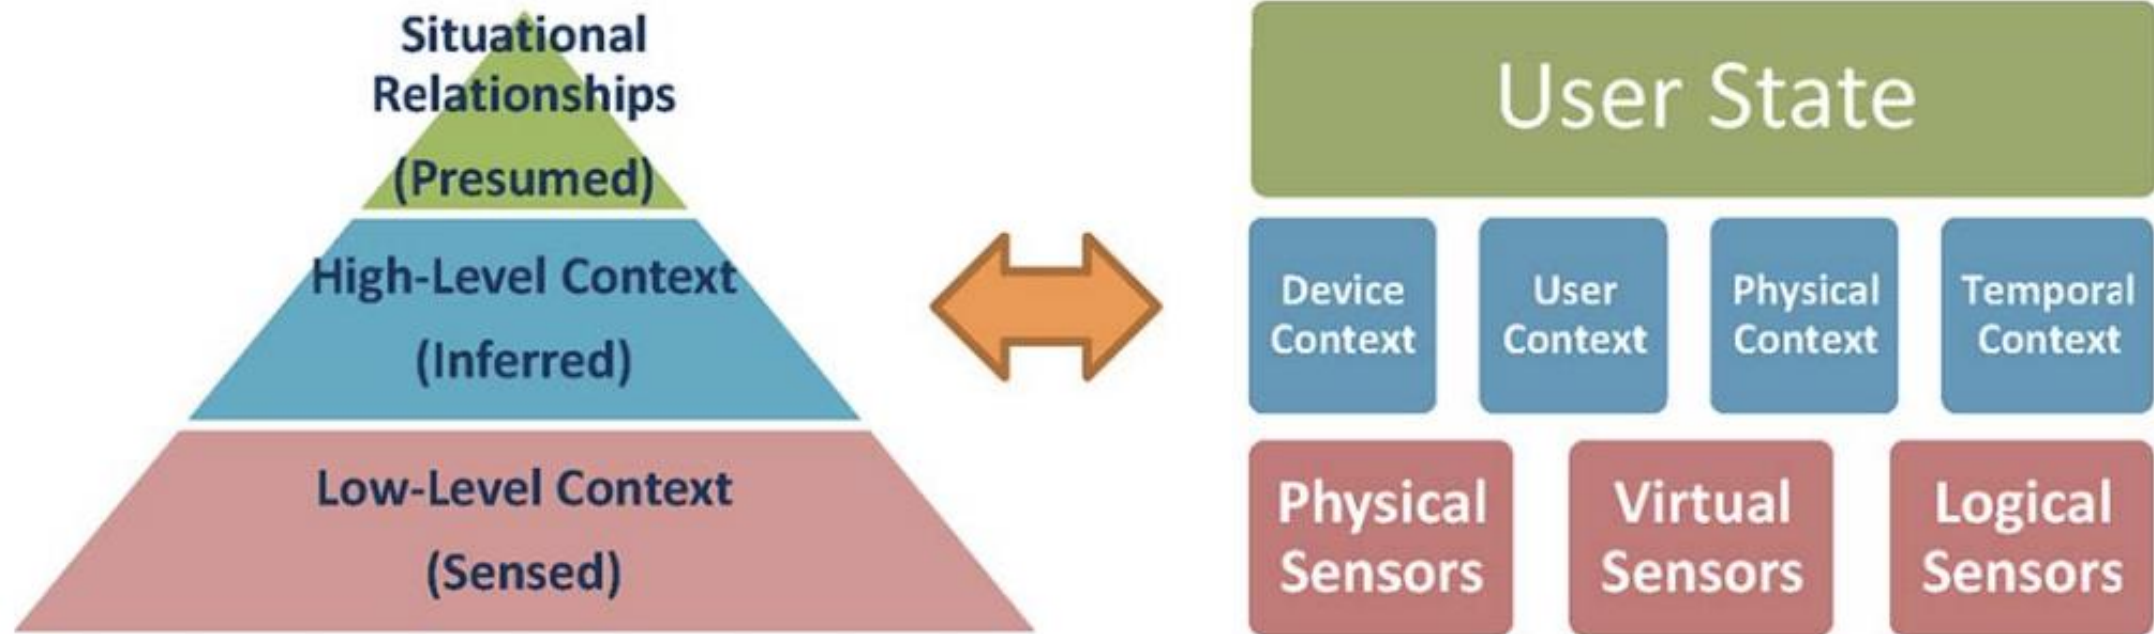 Situational
Relationships
(Presumed)
High-Level Context
(Inferred)
Low-Level Context
(Sensed)
User State
Device
Context
User
Context
Physical
Context
Temporal
Context
Physical
Sensors
Virtual
Sensors
Logical
Sensors